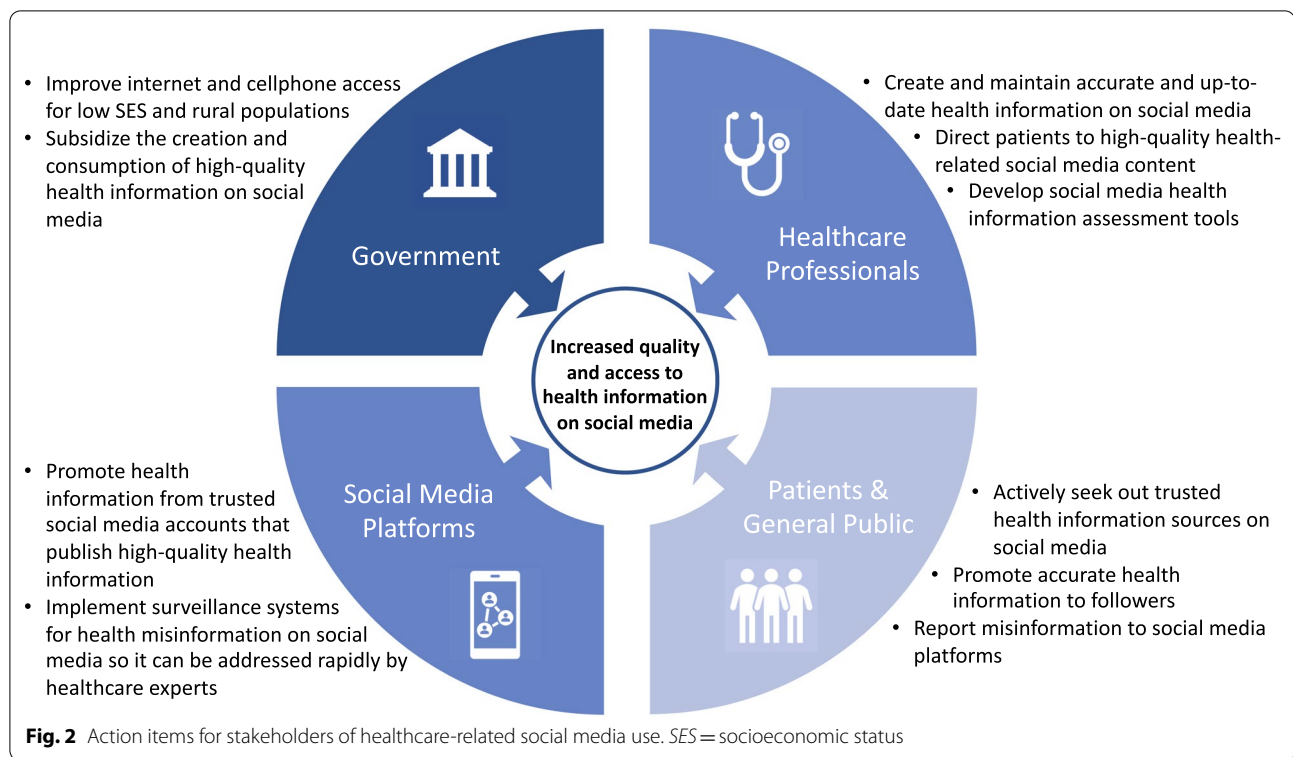 • Improve internet and cellphone access
for low SES and rural populations
• Subsidize the creation and
consumption of high-quality
health information on social
media
Government
• Create and maintain accurate and up-to-
date health information on social media
• Direct patients to high-quality health-
related social media content
• Develop social media health
information assessment tools
Healthcare
Professionals
Increased quality
and access to
health information
on social media
• Promote health
information from trusted
social media accounts that
publish high-quality health
information
• Implement surveillance systems
for health misinformation on social
media so it can be addressed rapidly by
healthcare experts
Social Media
Platforms
Patients &
General Public
• Actively seek out trusted
health information sources on
social media
• Promote accurate health
information to followers
• Report misinformation to social media
platforms
Fig. 2 Action items for stakeholders of healthcare-related social media use. SES = socioeconomic status